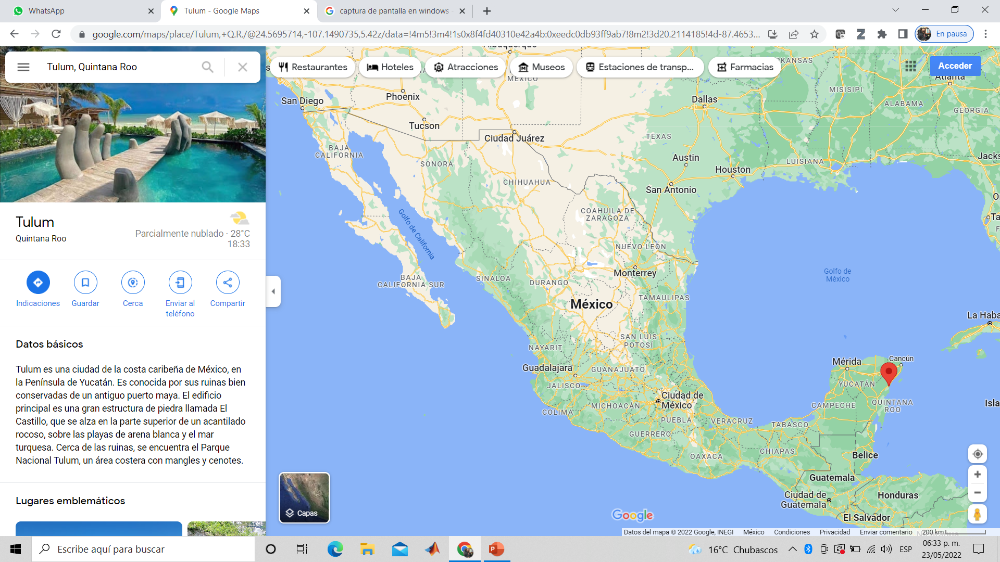 WhatsApp
Tulum - Google Maps
captura de pantalla en windows
google.com/maps/place/Tulum,+Q.R./@24.5695714,-107.1490735,5.42z/data=!4m5!3m4!1s0x8f4fd40310e42a4b:0xeedc0db93ff9ab7!8m2!3d20.2114185!4d-87.4653...
En pausa
Tulum, Quintana Roo
Restaurantes
Hoteles
Atracciones
Museos
Estaciones de transp...
Farmacias
Acceder
Tulum
Quintana Roo
Parcialmente nublado · 28°C
18:33
Indicaciones
Guardar
Cerca
Enviar al
teléfono
Compartir
Datos básicos
Tulum es una ciudad de la costa caribeña de México, en
la Península de Yucatán. Es conocida por sus ruinas bien
conservadas de un antiguo puerto maya. El edificio
principal es una gran estructura de piedra llamada El
Castillo, que se alza en la parte superior de un acantilado
rocoso, sobre las playas de arena blanca y el mar
turquesa. Cerca de las ruinas, se encuentra el Parque
Nacional Tulum, un área costera con mangles y cenotes.
Lugares emblemáticos
Capas
Albuquerque
MÉXICO
KANSAS
Atlanta
San Diego
Phoenix
Tucson
Ciudad Juárez
Dallas
MISISIPI
ALABAMA
GEORGIA
TEXAS
BAJA
CALIFORNIA
SONORA
CHIHUAHUA
Austin
Houston
San Antonio
LUISIANA
Jacks
Golfo de California
COAHUILA DE
ZARAGOZA
NUEVO LEÓN
Monterrey
Golfo de
México
BAJA
CALIFORNIA SUR
SINALOA
DURANGO
TAMAULIPAS
México
La Haba
SAN LUIS
POTOSÍ
NAYARIT
Guadalajara
GUANAJUATO
JALISCO
Mérida
Cancún
YUCATÁN
Ciudad de
México
MICHOACÁN
COLIMA
CAMPECHE
QUINTANA
ROO
Isla
PUEBLA
VERACRUZ
TABASCO
GUERRERO
OAXACA
CHIAPAS
Belice
Guatemala
Ciudad de
Guatemala
Honduras
El Salvador
Google
Datos del mapa © 2022 Google, INEGI
México
Condiciones
Privacidad
Enviar comentario
200 km
Escribe aquí para buscar
16°C Chubascos
ESP
06:33 p. m.
23/05/2022